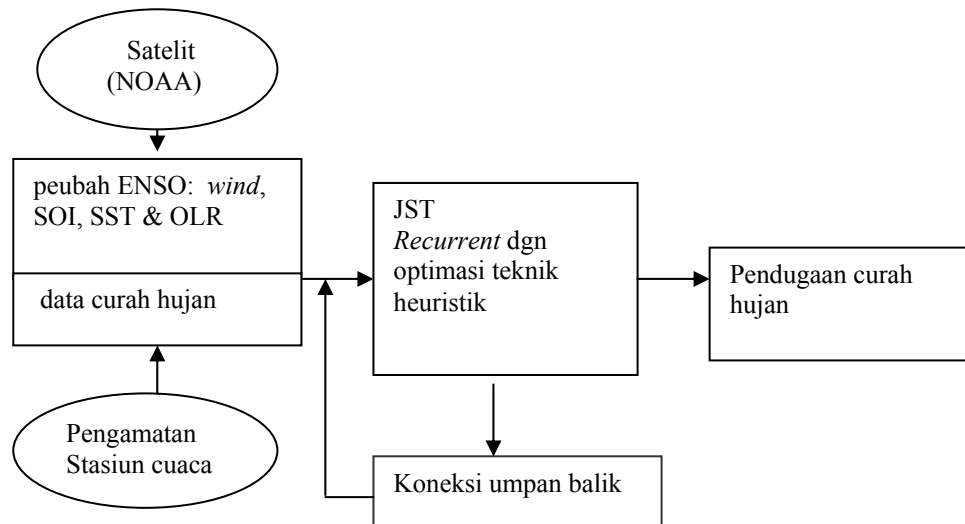 Satelit
(NOAA)
peubah ENSO: wind,
SOI, SST & OLR
data curah hujan
Pengamatan
Stasiun cuaca
JST
Recurrent dgn
optimasi teknik
heuristik
Koneksi umpan balik
Pendugaan curah
hujan